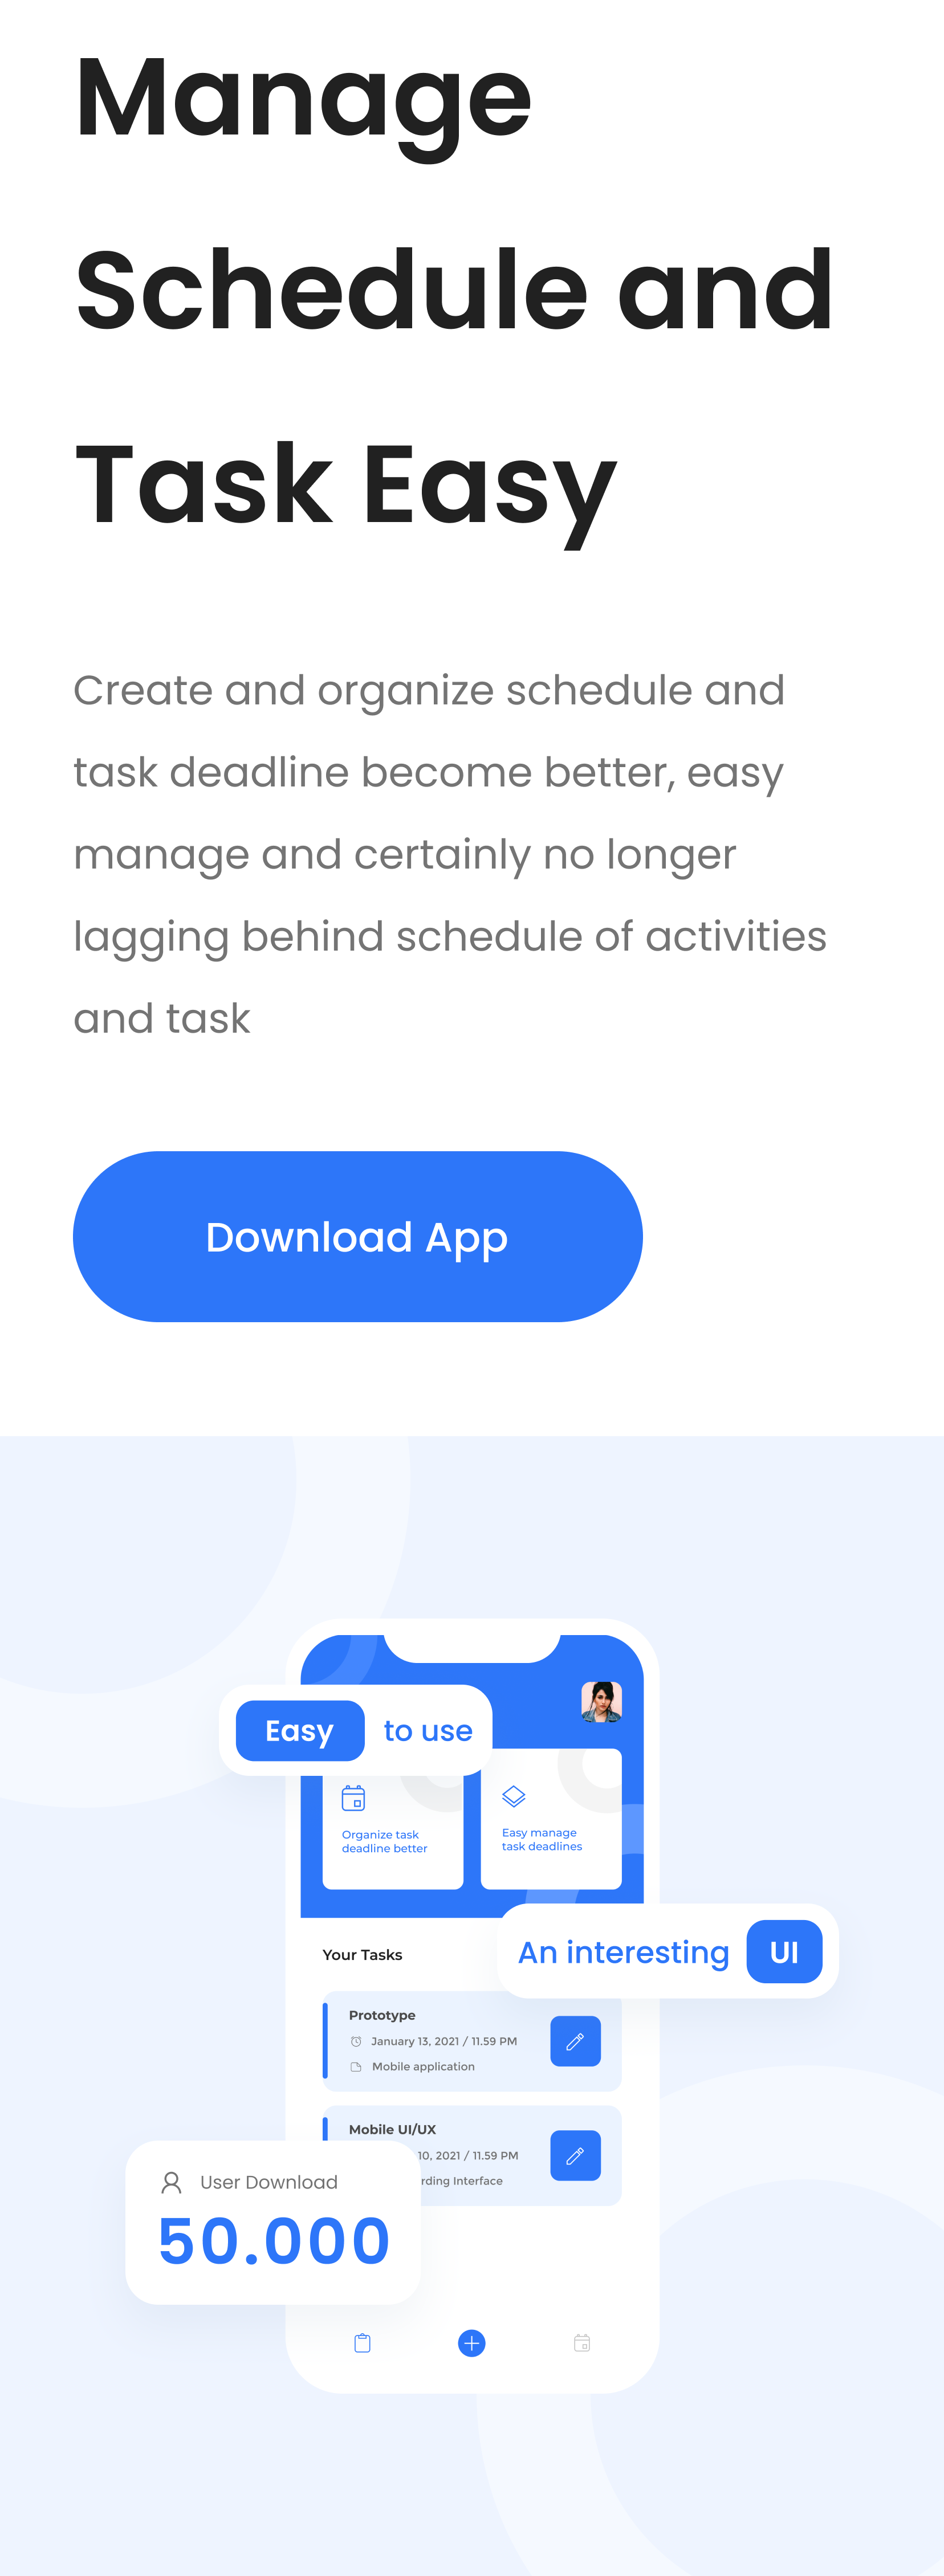 Manage
Schedule and
Task Easy
Create and organize schedule and
task deadline become better, easy
manage and certainly no longer
lagging behind schedule of activities
and task
Download App
Easy to use
Organize task
deadline better
Easy manage
task deadlines
An interesting UI
Your Tasks
Prototype
January 13, 2021 / 11.59 PM
Mobile application
Mobile UI/UX
10, 2021 / 11.59 PM
Interface
User Download
50.000